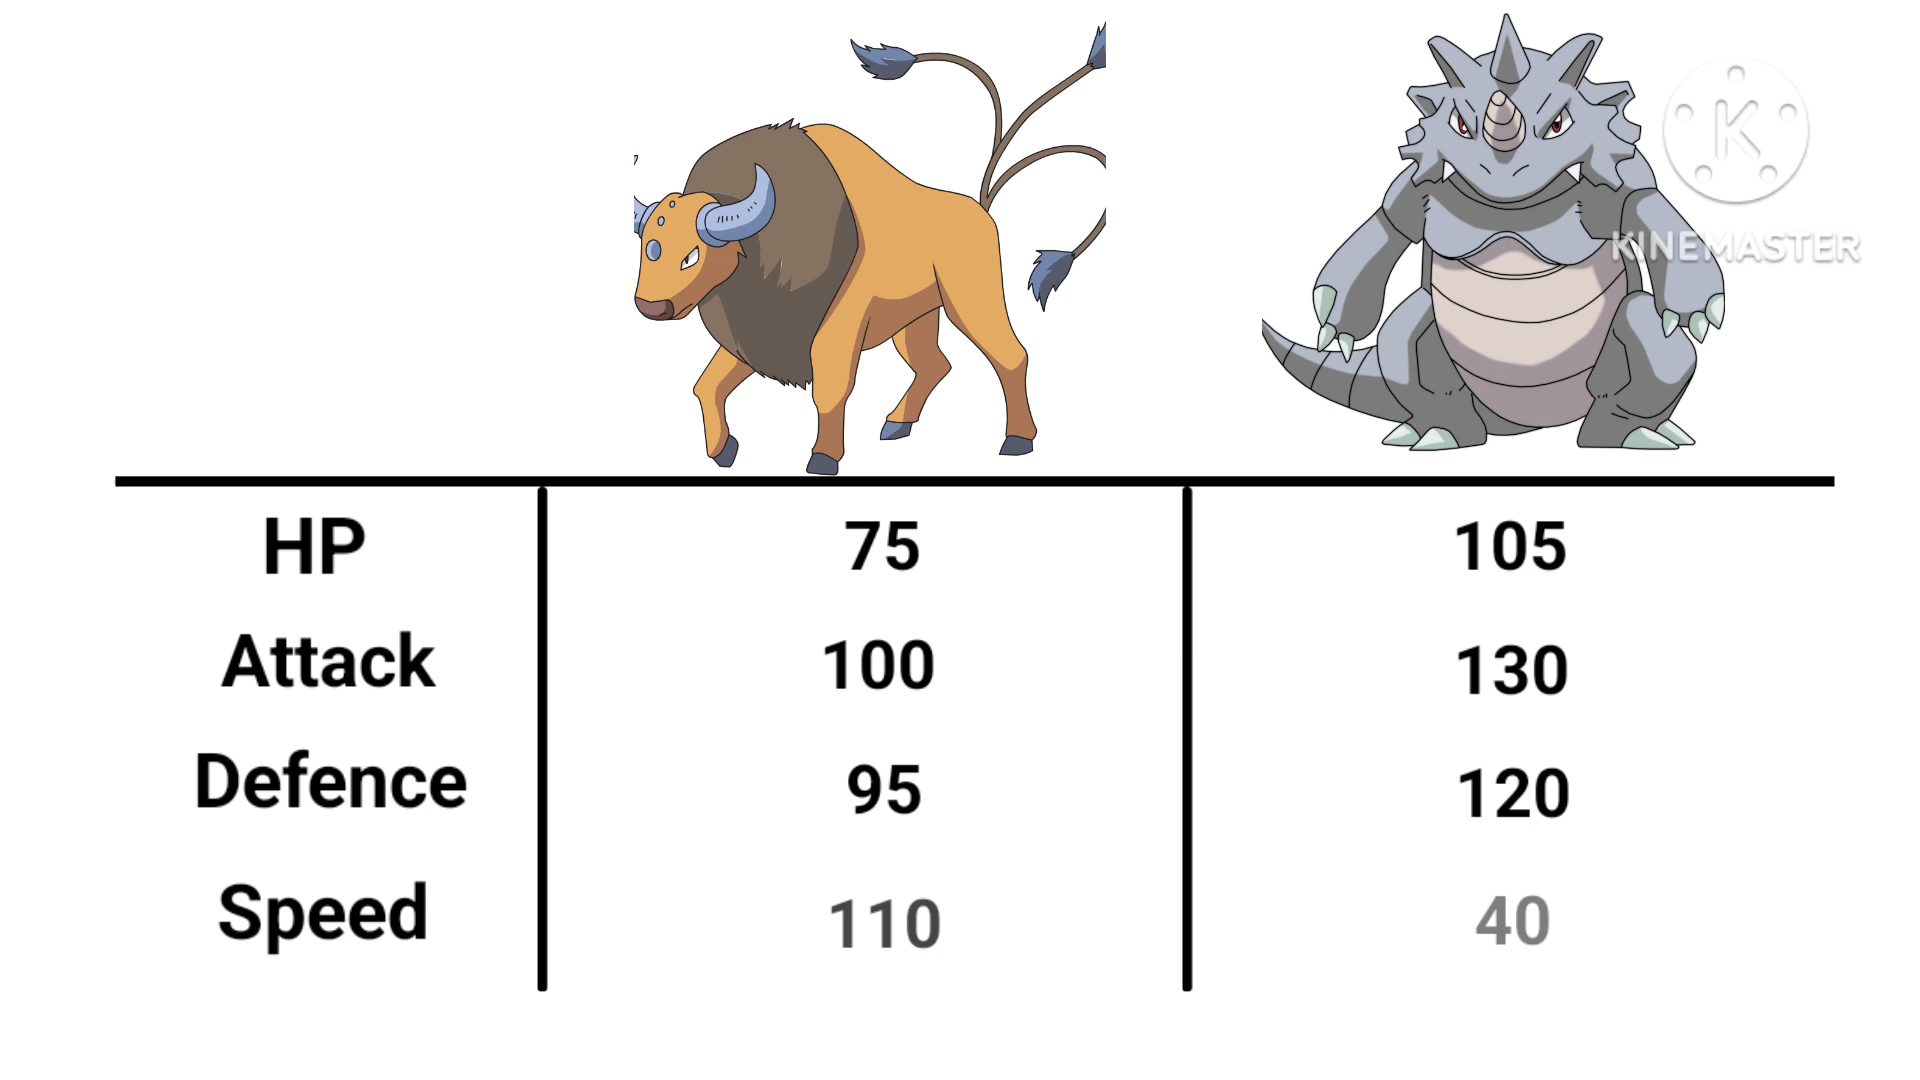 K
KINEMASTER
HP 75 105
Attack 100 130
Defence 95 120
Speed 110 40